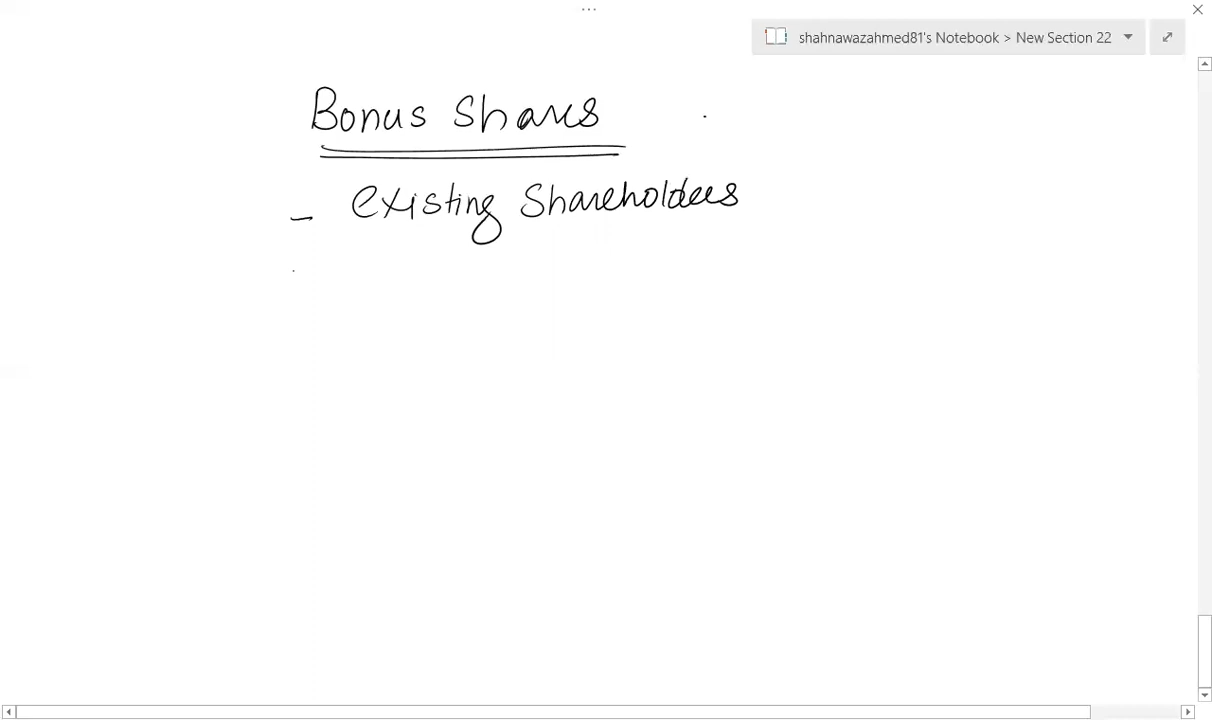 ...
shahnawazahmed81's Notebook > New Section 22
Bonus Shares
- existing Shareholders